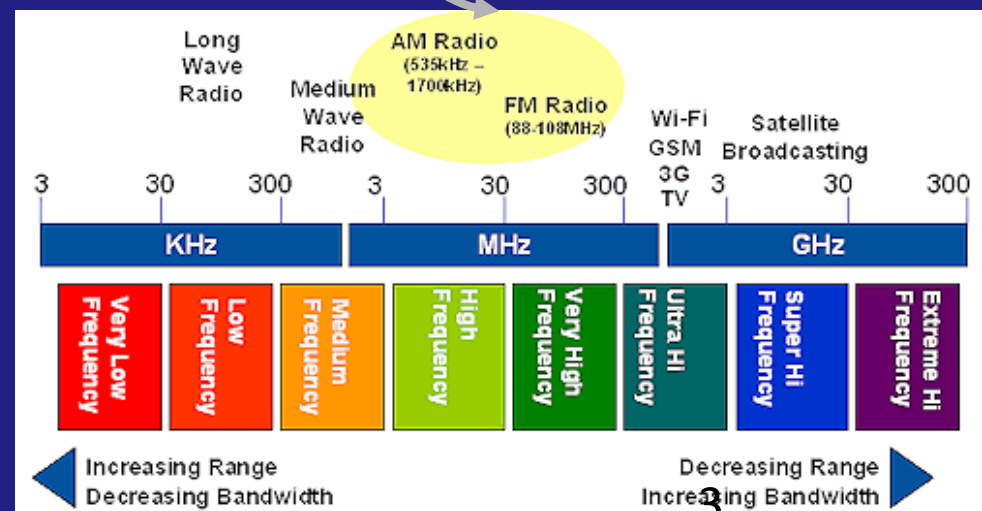 Long
Wave
Radio
Medium
Wave
Radio
AM Radio
(535kHz –
1700kHz)
FM Radio
(88-108MHz)
Wi-Fi
GSM
3G
TV
Satellite
Broadcasting
3 30 300 3 30 300 3 30 300
KHz MHz GHz
Very Low
Frequency
Low
Frequency
Medium
Frequency
High
Frequency
Very High
Frequency
Ultra Hi
Frequency
Super Hi
Frequency
Extreme Hi
Frequency
Increasing Range
Decreasing Bandwidth
Decreasing Range
Increasing Bandwidth
3